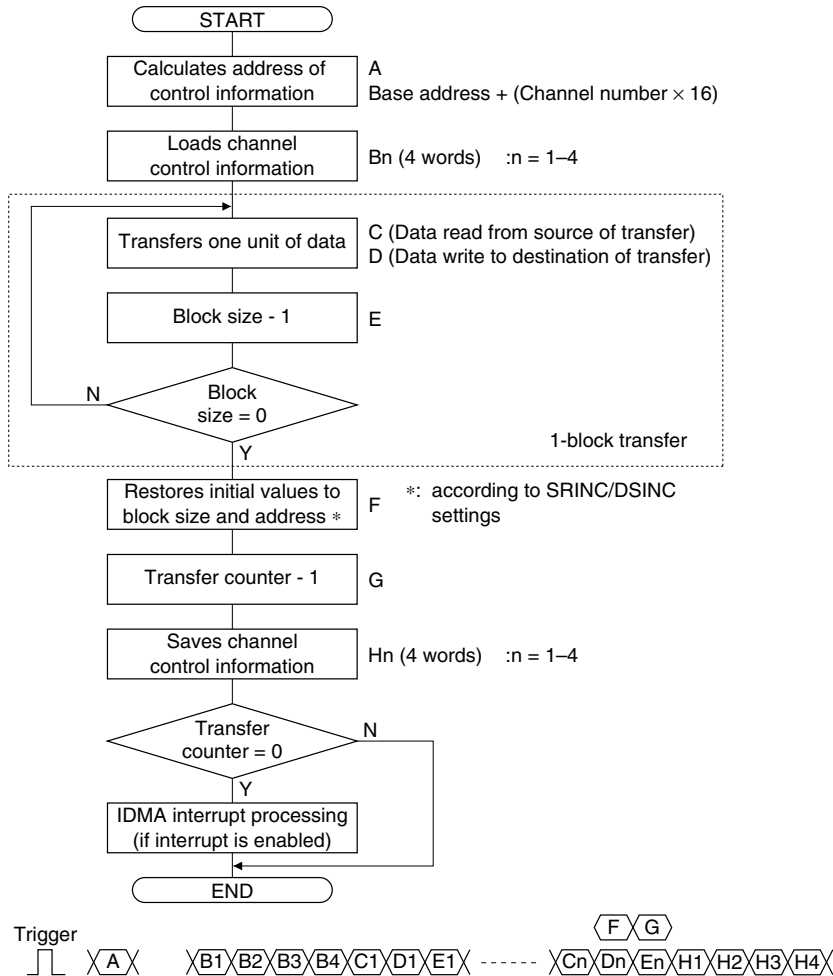 START
Calculates address of
control information
A
Base address + (Channel number × 16)
Loads channel
control information
Bn (4 words) :n = 1–4
Transfers one unit of data
C (Data read from source of transfer)
D (Data write to destination of transfer)
Block size - 1
E
N
Block
size = 0
1-block transfer
Y
Restores initial values to
block size and address *
F
*: according to SRINC/DSINC
settings
Transfer counter - 1
G
Saves channel
control information
Hn (4 words) :n = 1–4
Transfer
counter = 0
N
Y
IDMA interrupt processing
(if interrupt is enabled)
END
F G
Trigger
A B1 B2 B3 B4 C1 D1 E1 Cn Dn En H1 H2 H3 H4